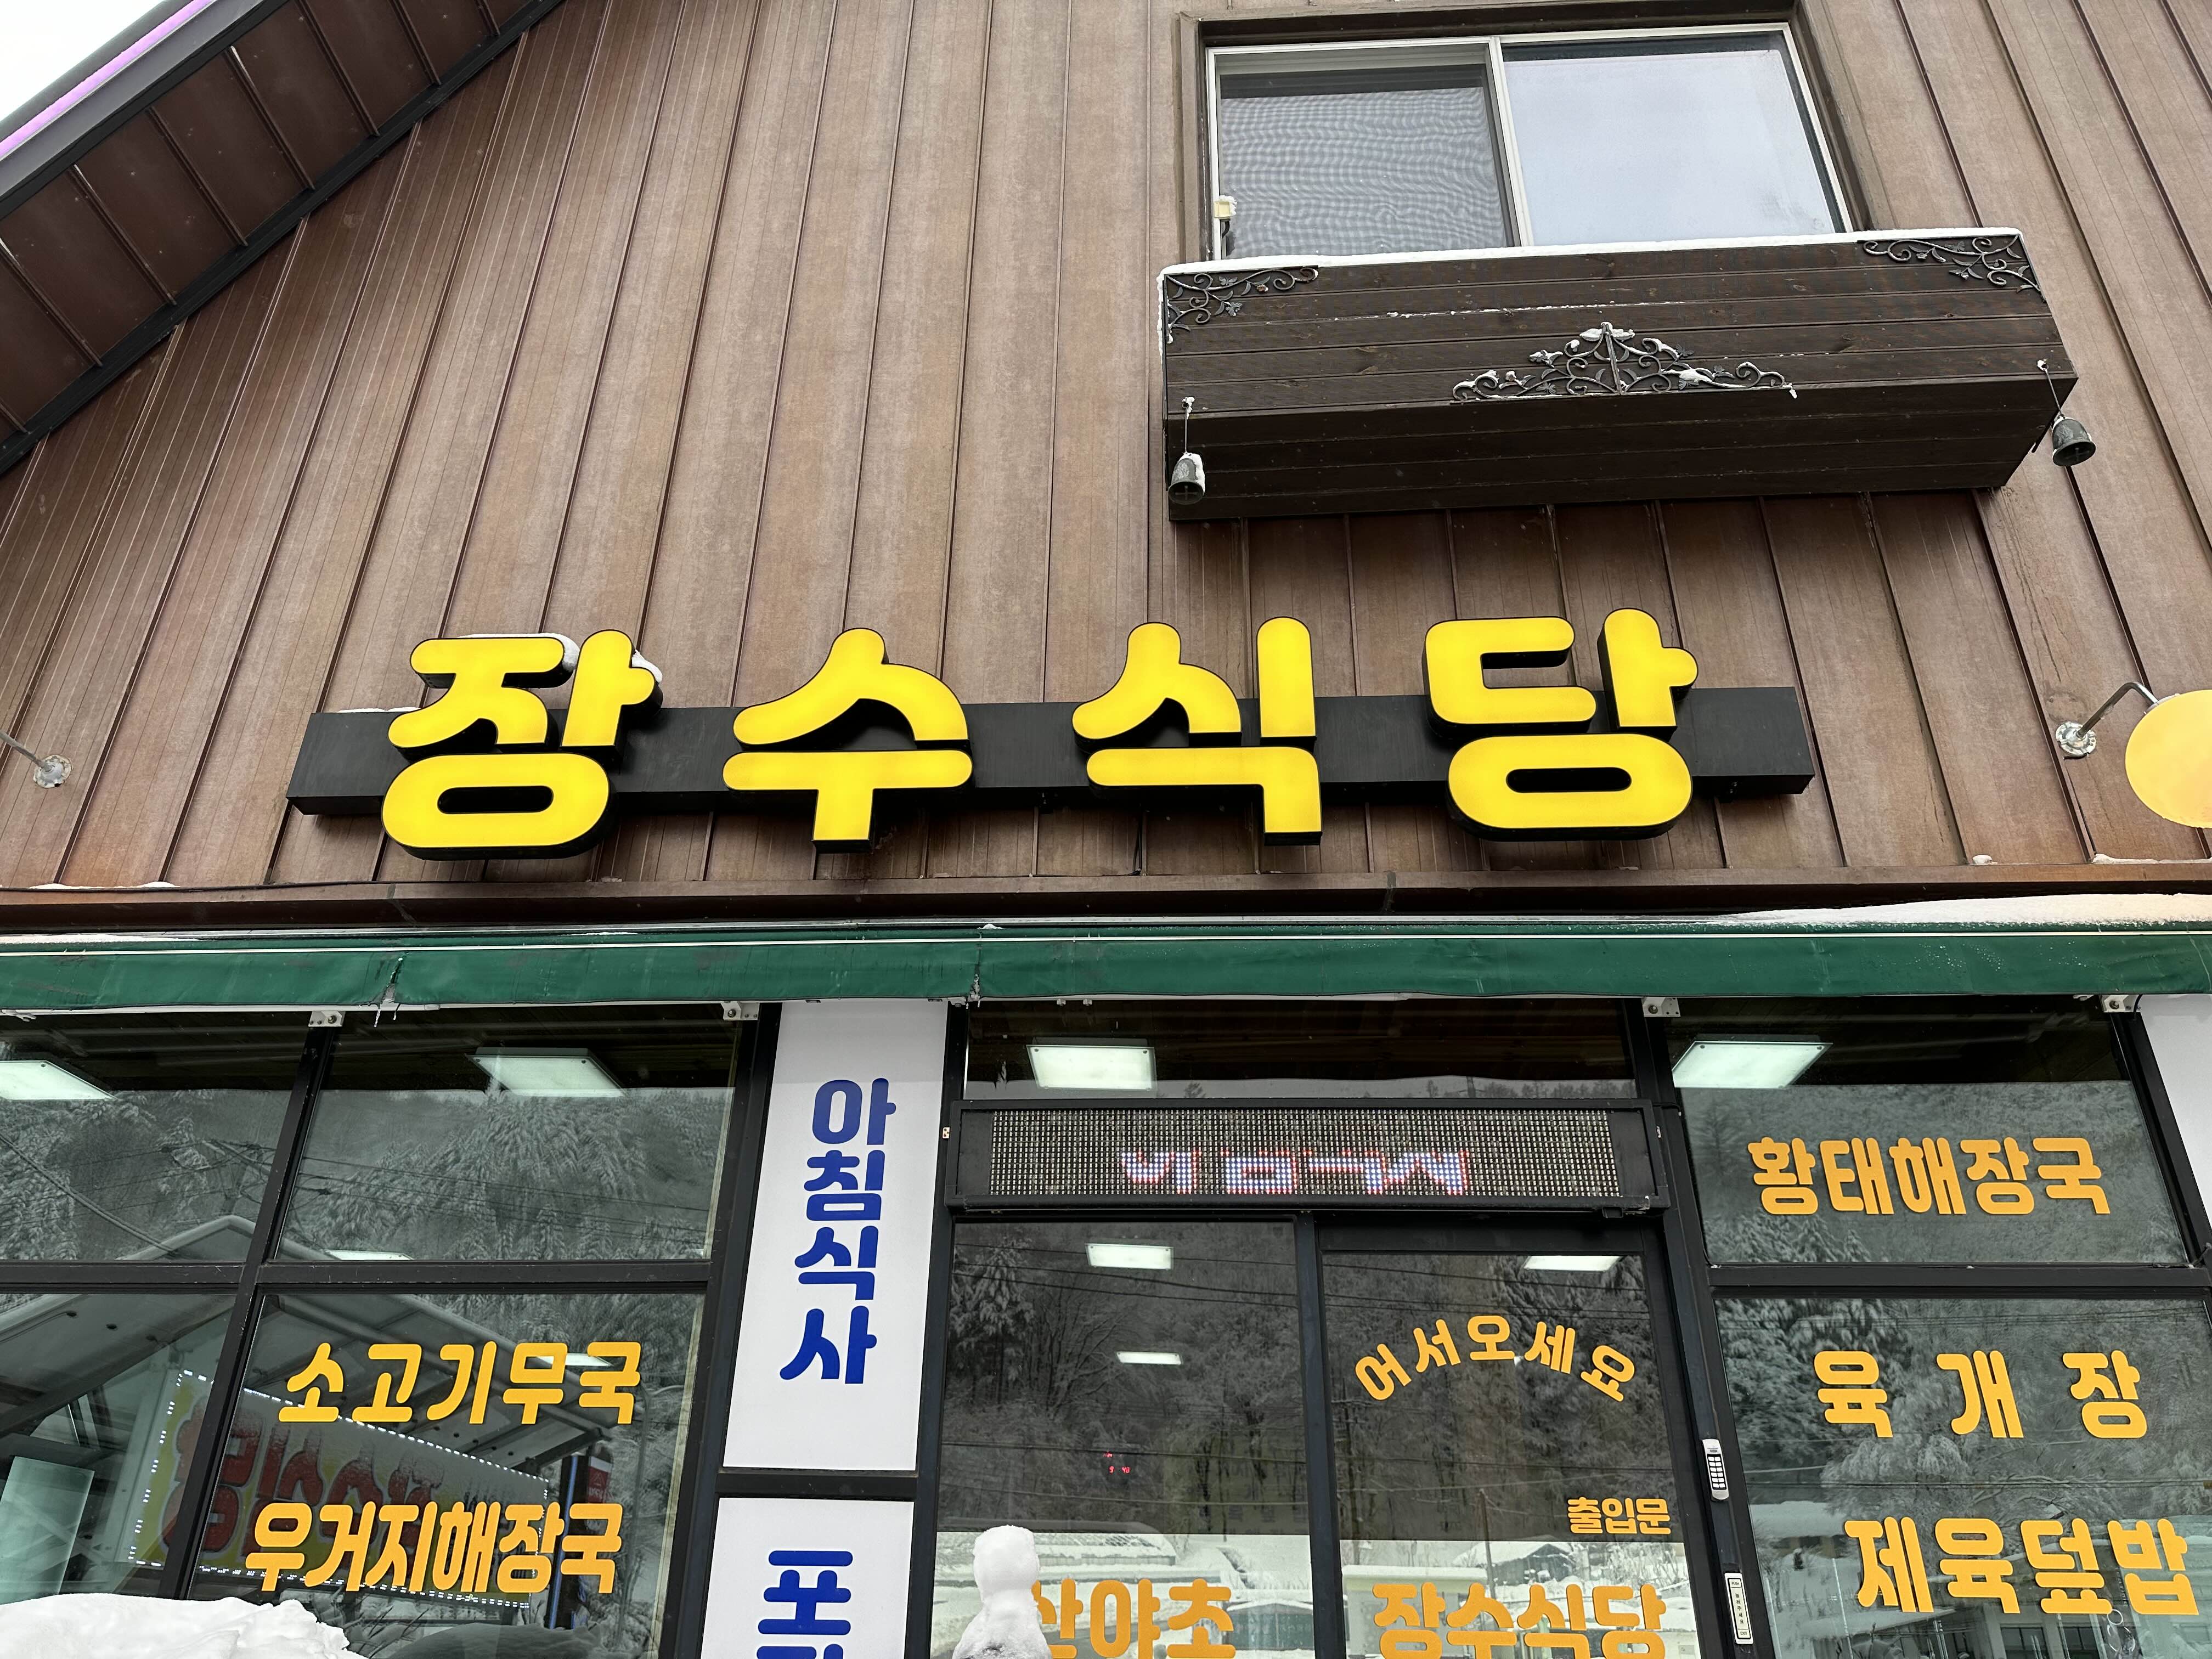 장수식당
아침식사
소고기무국
우거지해장국
어서오세요
출입문
장수식당
황태해장국
육개장
제육덮밥